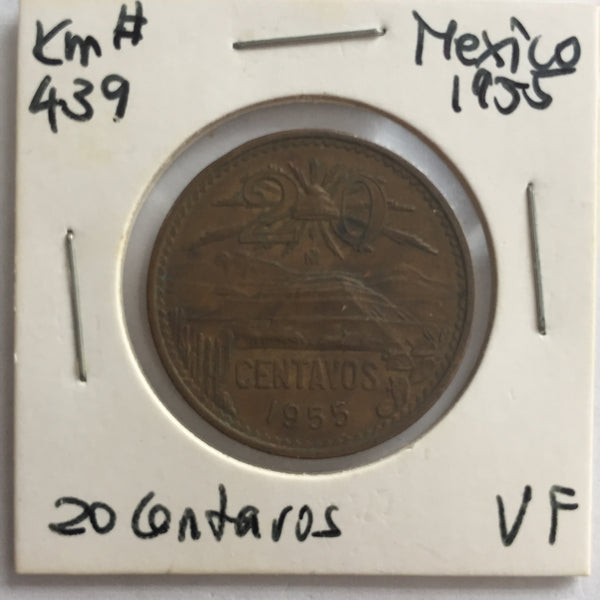 Km#
439
Mexico
1955
20
M
CENTAVOS
1955
20 Centavos
VF